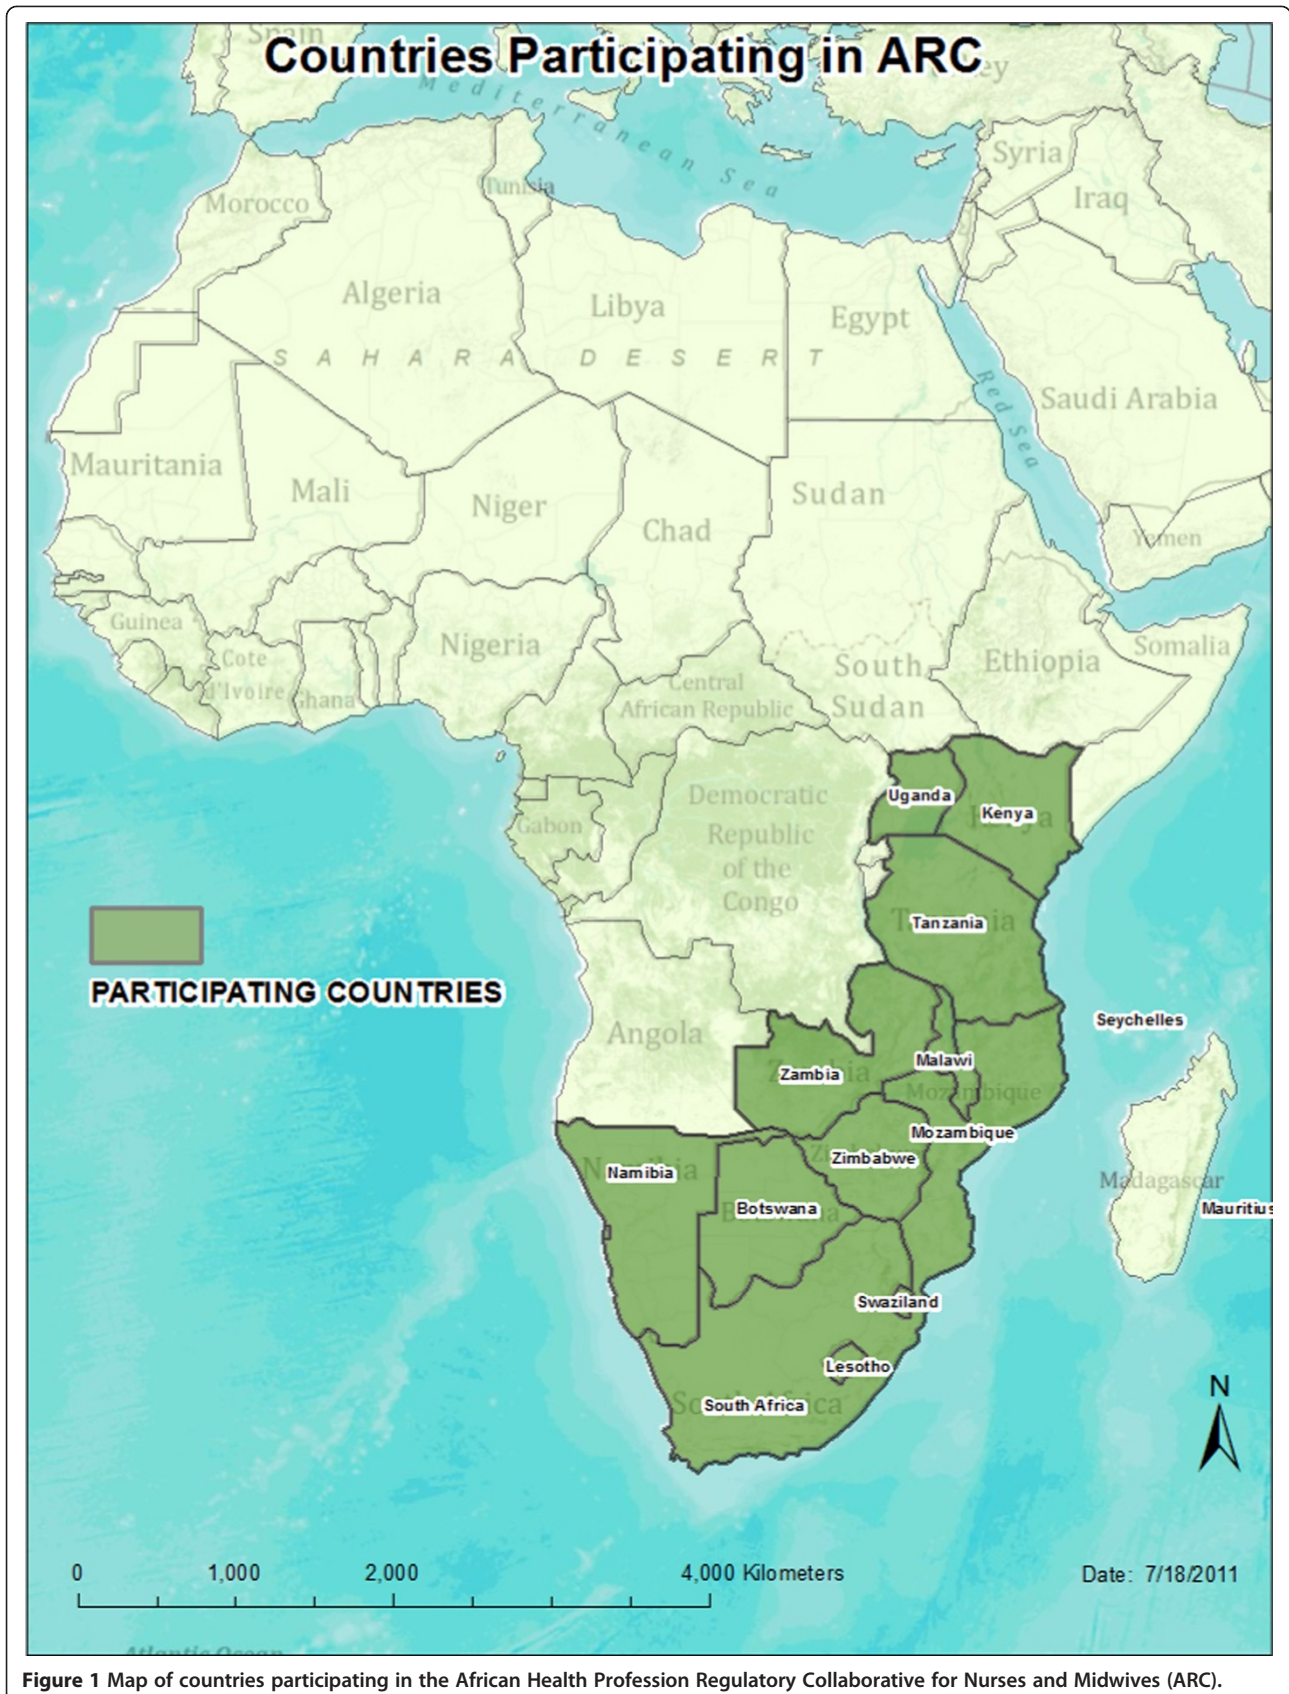 Spain
Countries Participating in ARC
Mediterranean Sea
Syria
Tunisia
Iraq
Morocco
Algeria
Libya
Egypt
SAHARA DESERT
Red Sea
Saudi Arabia
Mauritania
Mali
Niger
Sudan
Chad
Yemen
Guinea
Nigeria
Somalia
Cote
d'Ivoire
Ghana
Central
African Republic
South
Sudan
Ethiopia
Uganda
Kenya
Democratic
Republic
of the
Congo
Gabon
Tanzania
PARTICIPATING COUNTRIES
Seychelles
Angola
Malawi
Zambia
Mozambique
Mozambique
Zimbabwe
Namibia
Madagascar
Botswana
Mauritius
Swaziland
Lesotho
South Africa
N
0 1,000 2,000 4,000 Kilometers
Date: 7/18/2011
Atlantic Ocean
Figure 1 Map of countries participating in the African Health Profession Regulatory Collaborative for Nurses and Midwives (ARC).